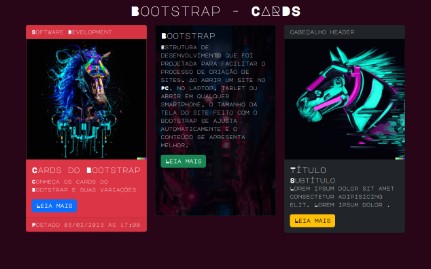 Bootstrap - Cards
Software Development
Cards do Bootstrap
Conheça os cards do
Bootstrap e suas variações
Leia mais
Postado 03/02/2023 às 17:00
Bootstrap
Estrutura de
desenvolvimento que foi
projetada para facilitar o
processo de criação de
sites. Ao abrir um site no
PC, no laptop, tablet ou
abrir em qualquer
smartphone, o tamanho da
tela do site feito com o
Bootstrap se ajusta
automaticamente e o
conteúdo se apresenta
melhor.
Leia mais
Cabeçalho Header
Título
Subtítulo
Lorem ipsum dolor sit amet
consectetur adipisicing
elit. Lorem ipsum dolor .
Leia mais